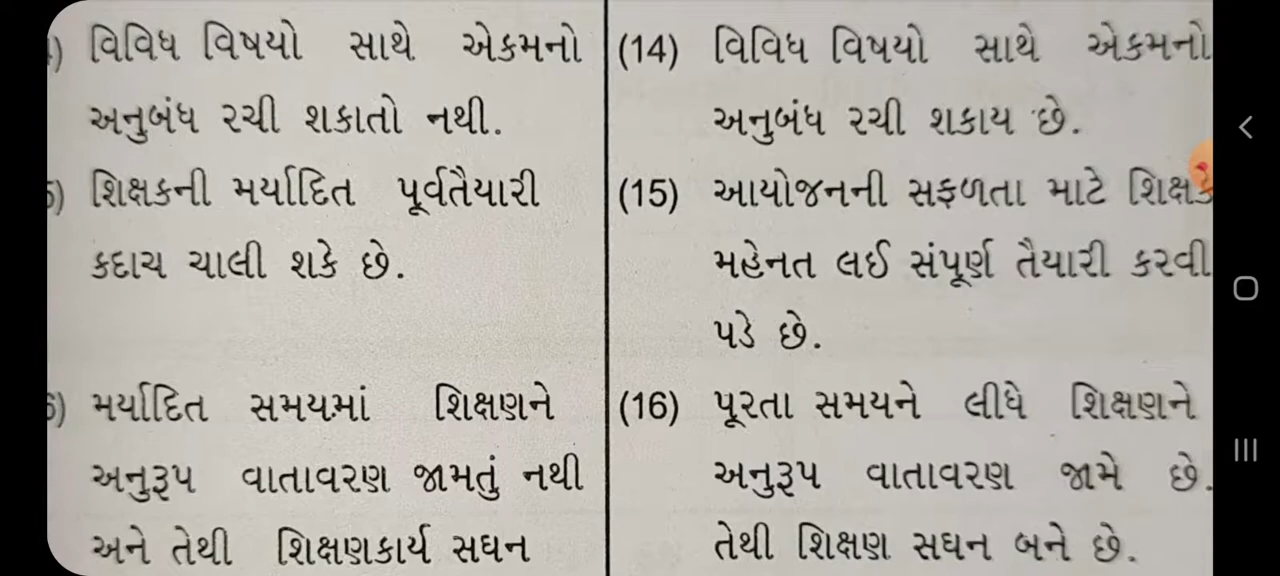 ) વિવિધ વિષયો સાથે એકમનો
અનુબંધ રચી શકાતો નથી.
) શિક્ષકની મર્યાદિત પૂર્વતૈયારી
કદાચ ચાલી શકે છે.
) મર્યાદિત સમયમાં શિક્ષણને
અનુરૂપ વાતાવરણ જામતું નથી
અને તેથી શિક્ષણકાર્ય સઘન
(14) વિવિધ વિષયો સાથે એકમનો
અનુબંધ રચી શકાય છે.
(15) આયોજનની સફળતા માટે શિક્ષકે
મહેનત લઈ સંપૂર્ણ તૈયારી કરવી
પડે છે.
(16) પૂરતા સમયને લીધે શિક્ષણને
અનુરૂપ વાતાવરણ જામે છે.
તેથી શિક્ષણ સઘન બને છે.